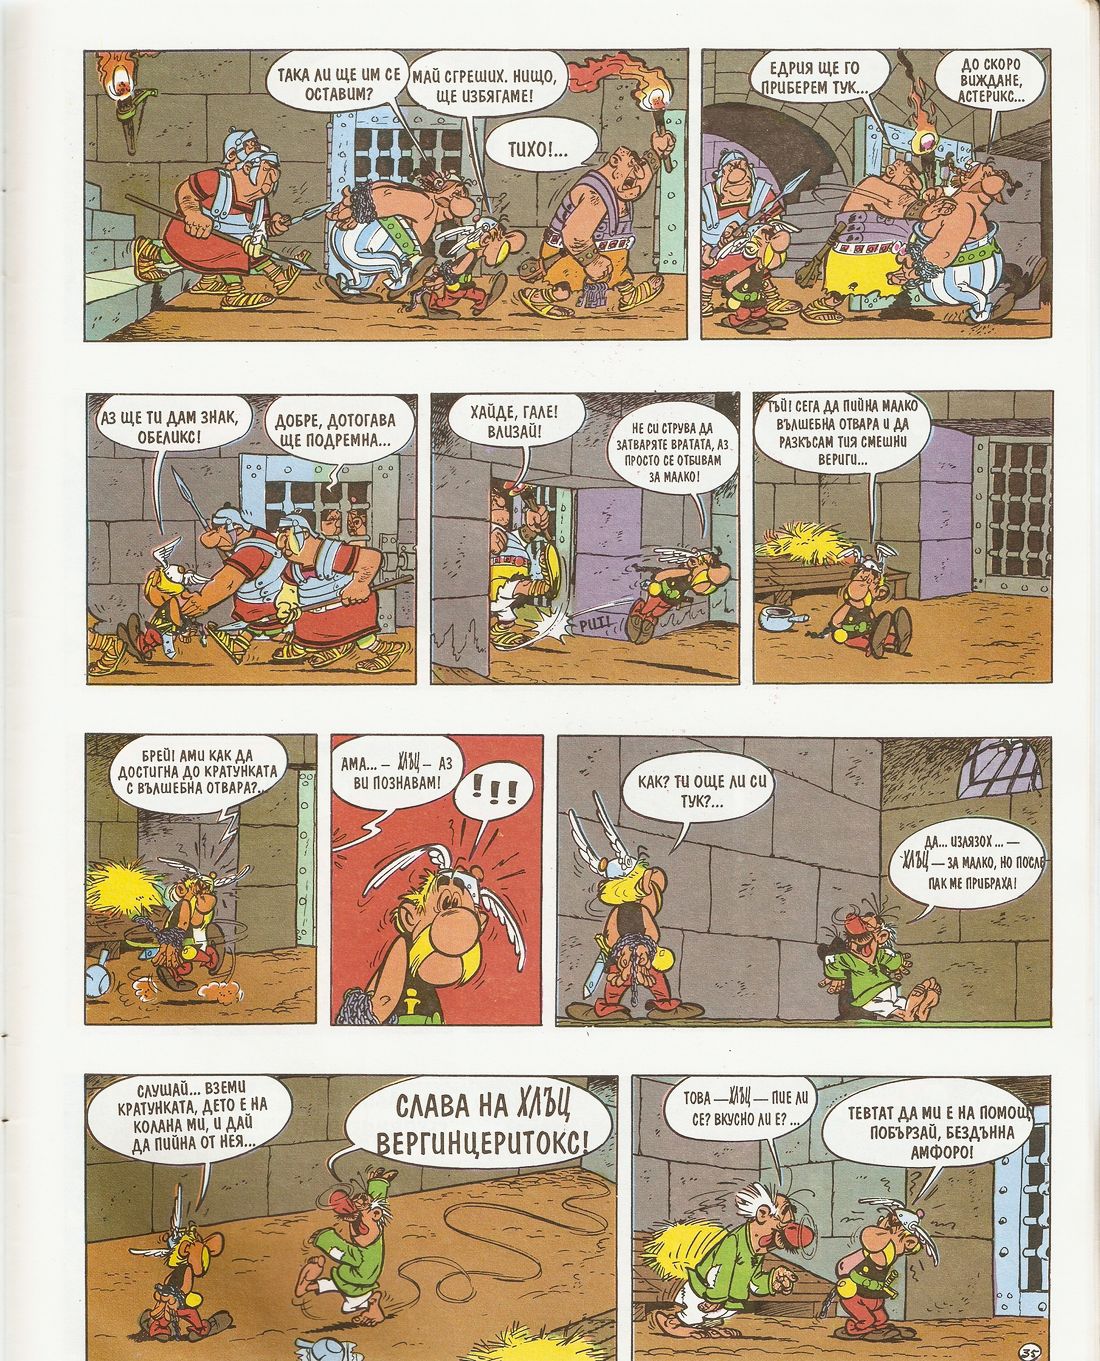 ТАКА ЛИ ЩЕ ИМ СЕ
ОСТАВИМ?
МАЙ СГРЕШИХ. НИЩО,
ЩЕ ИЗБЯГАМЕ!
ТИХО!...
ЕДРИЯ ЩЕ ГО
ПРИБЕРЕМ ТУК...
ДО СКОРО
ВИЖДАНЕ,
АСТЕРИКС...
АЗ ЩЕ ТИ ДАМ ЗНАК,
ОБЕЛИКС!
ДОБРЕ, ДОТОГАВА
ЩЕ ПОДРЕМНА...
ХАЙДЕ, ГАЛЕ!
ВЛИЗАЙ!
НЕ СИ СТРУВА ДА
ЗАТВАРЯТЕ ВРАТАТА, АЗ
ПРОСТО СЕ ОТБИВАМ
ЗА МАЛКО!
ТЪЙ! СЕГА ДА ПИЙНА МАЛКО
ВЪЛШЕБНА ОТВАРА И ДА
РАЗКЪСАМ ТИЯ СМЕШНИ
ВЕРИГИ...
БРЕЙ! АМИ КАК ДА
ДОСТИГНА ДО КРАТУНКАТА
С ВЪЛШЕБНА ОТВАРА?...
АМА... – ХЛЪЦ – АЗ
ВИ ПОЗНАВАМ!
!!!
КАК? ТИ ОЩЕ ЛИ СИ
ТУК?...
ДА... ИЗЛЯЗОХ ... –
ХЛЪЦ – ЗА МАЛКО, НО ПОСЛЕ
ПАК МЕ ПРИБРАХА!
СЛУШАЙ... ВЗЕМИ
КРАТУНКАТА, ДЕТО Е НА
КОЛАНА МИ, И ДАЙ
ДА ПИЙНА ОТ НЕЯ...
СЛАВА НА ХЛЪЦ
ВЕРГИНЦЕРИТОКС!
ТОВА – ХЛЪЦ – ПИЕ ЛИ
СЕ? ВКУСНО ЛИ Е? ...
ТЕВТАТ ДА МИ Е НА ПОМОЩ
ПОБЪРЗАЙ, БЕЗДЪННА
АМФОРО!
35